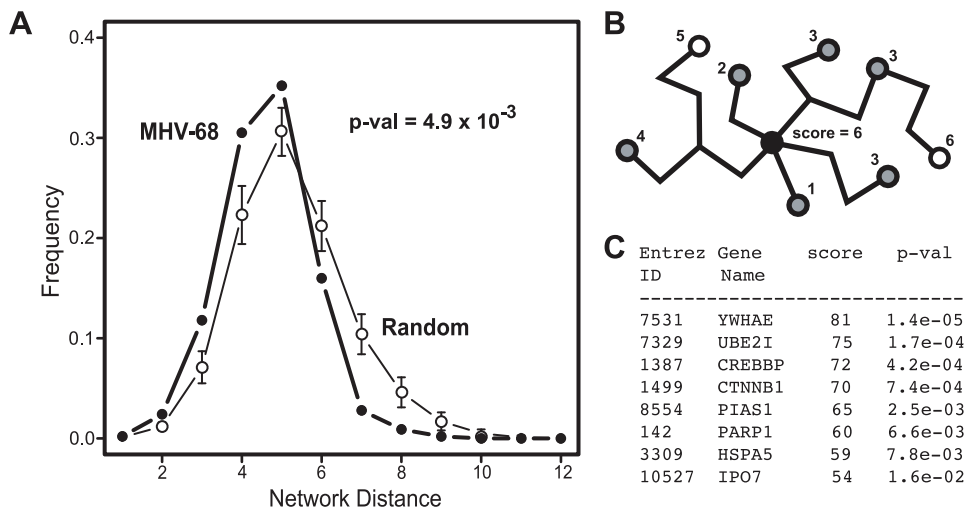 A
0.4
0.3
0.2
0.1
0.0
Frequency
MHV-68
p-val = 4.9 x 10-3
Random
2
4
6
8
10
12
Network Distance
B
5
2
3
3
4
score = 6
6
3
1
C
Entrez Gene score p-val
ID Name
------------------------------
7531 YWHAE 81 1.4e-05
7329 UBE2I 75 1.7e-04
1387 CREBBP 72 4.2e-04
1499 CTNNB1 70 7.4e-04
8554 PIAS1 65 2.5e-03
142 PARP1 60 6.6e-03
3309 HSPA5 59 7.8e-03
10527 IPO7 54 1.6e-02